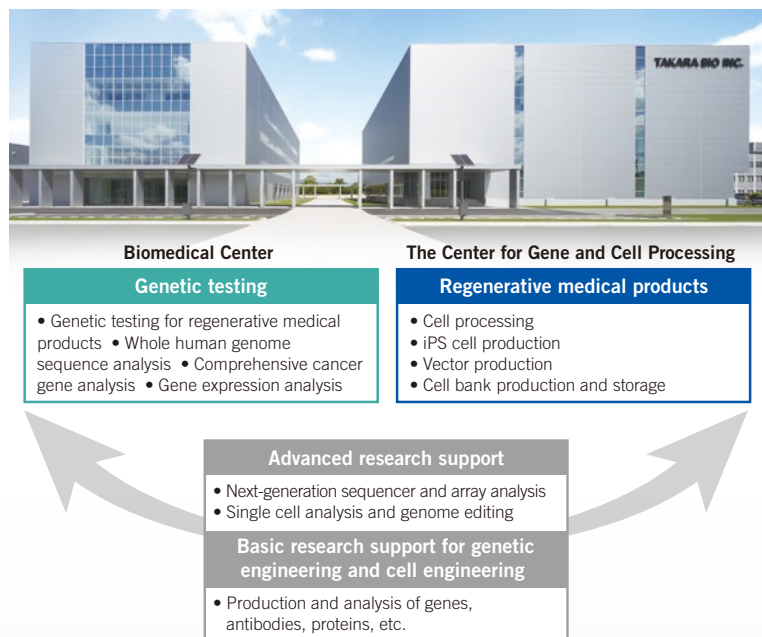 TAKARA BIO INC.
Biomedical Center
Genetic testing
• Genetic testing for regenerative medical
products • Whole human genome
sequence analysis • Comprehensive cancer
gene analysis • Gene expression analysis
The Center for Gene and Cell Processing
Regenerative medical products
• Cell processing
• iPS cell production
• Vector production
• Cell bank production and storage
Advanced research support
• Next-generation sequencer and array analysis
• Single cell analysis and genome editing
Basic research support for genetic
engineering and cell engineering
• Production and analysis of genes,
antibodies, proteins, etc.